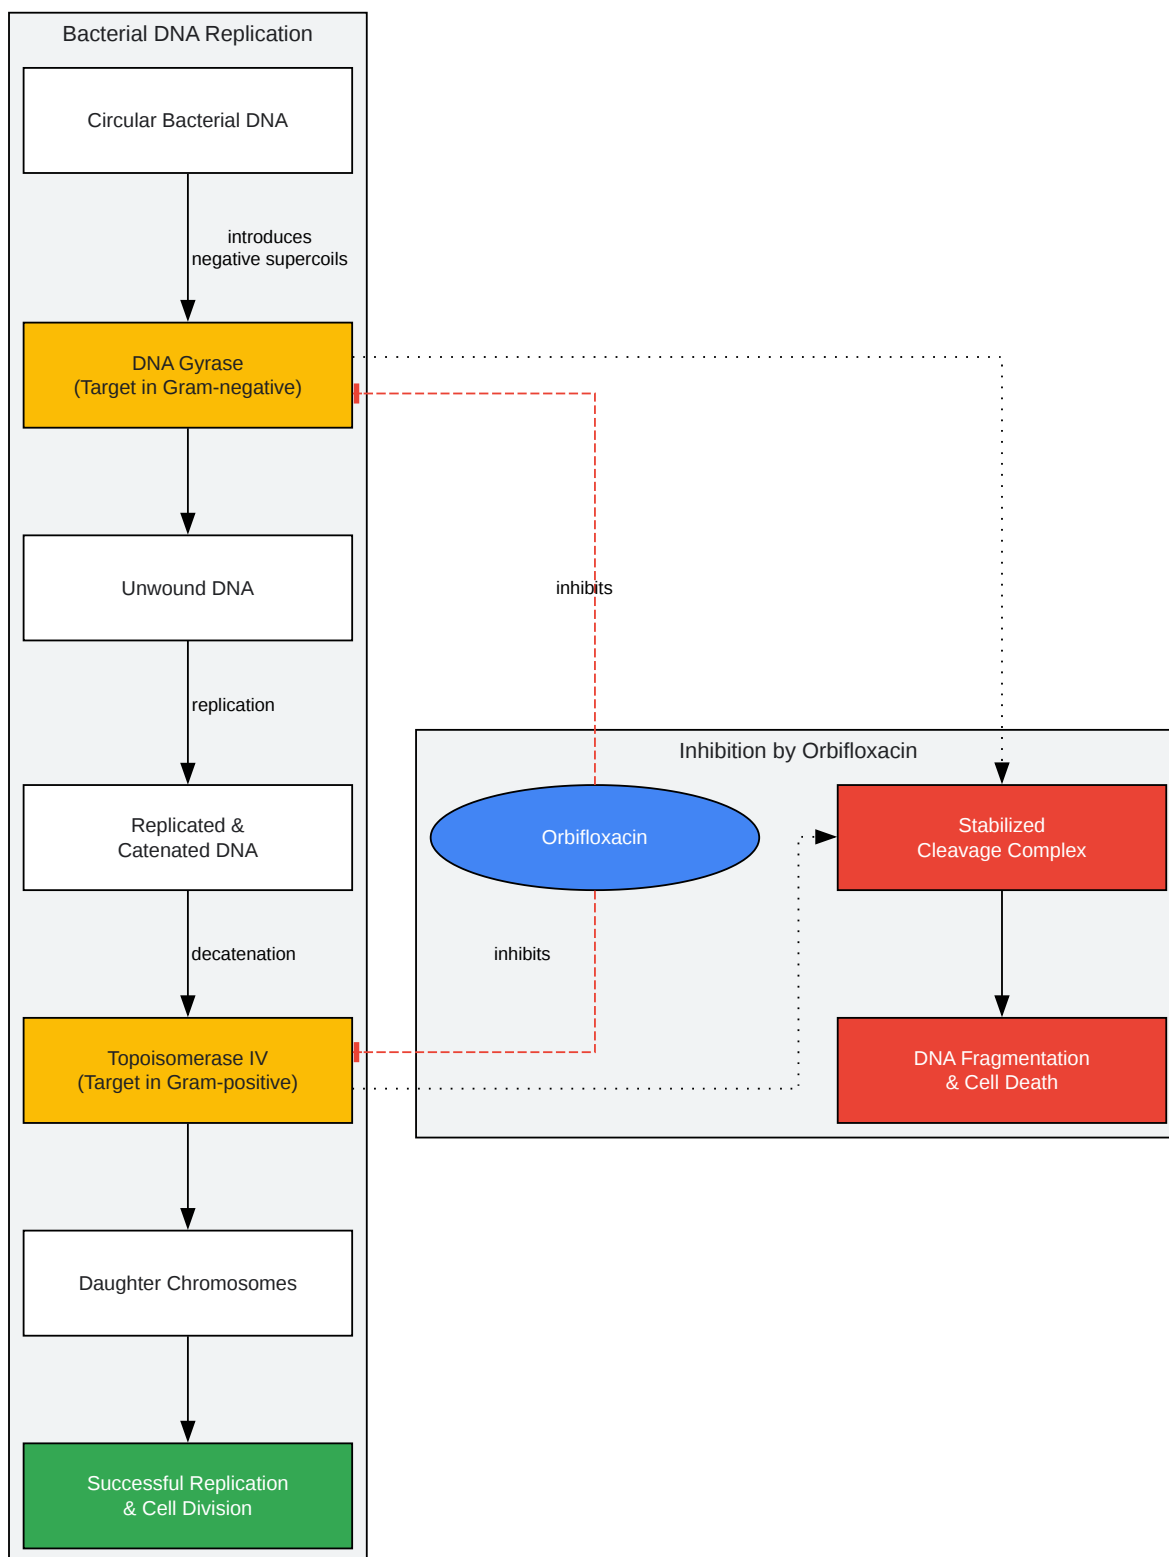 Bacterial DNA Replication
Circular Bacterial DNA
introduces
negative supercoils
DNA Gyrase
(Target in Gram-negative)
Unwound DNA
inhibits
replication
Inhibition by Orbifloxacin
Replicated &
Catenated DNA
Orbifloxacin
Stabilized
Cleavage Complex
decatenation
inhibits
Topoisomerase IV
(Target in Gram-positive)
DNA Fragmentation
& Cell Death
Daughter Chromosomes
Successful Replication
& Cell Division